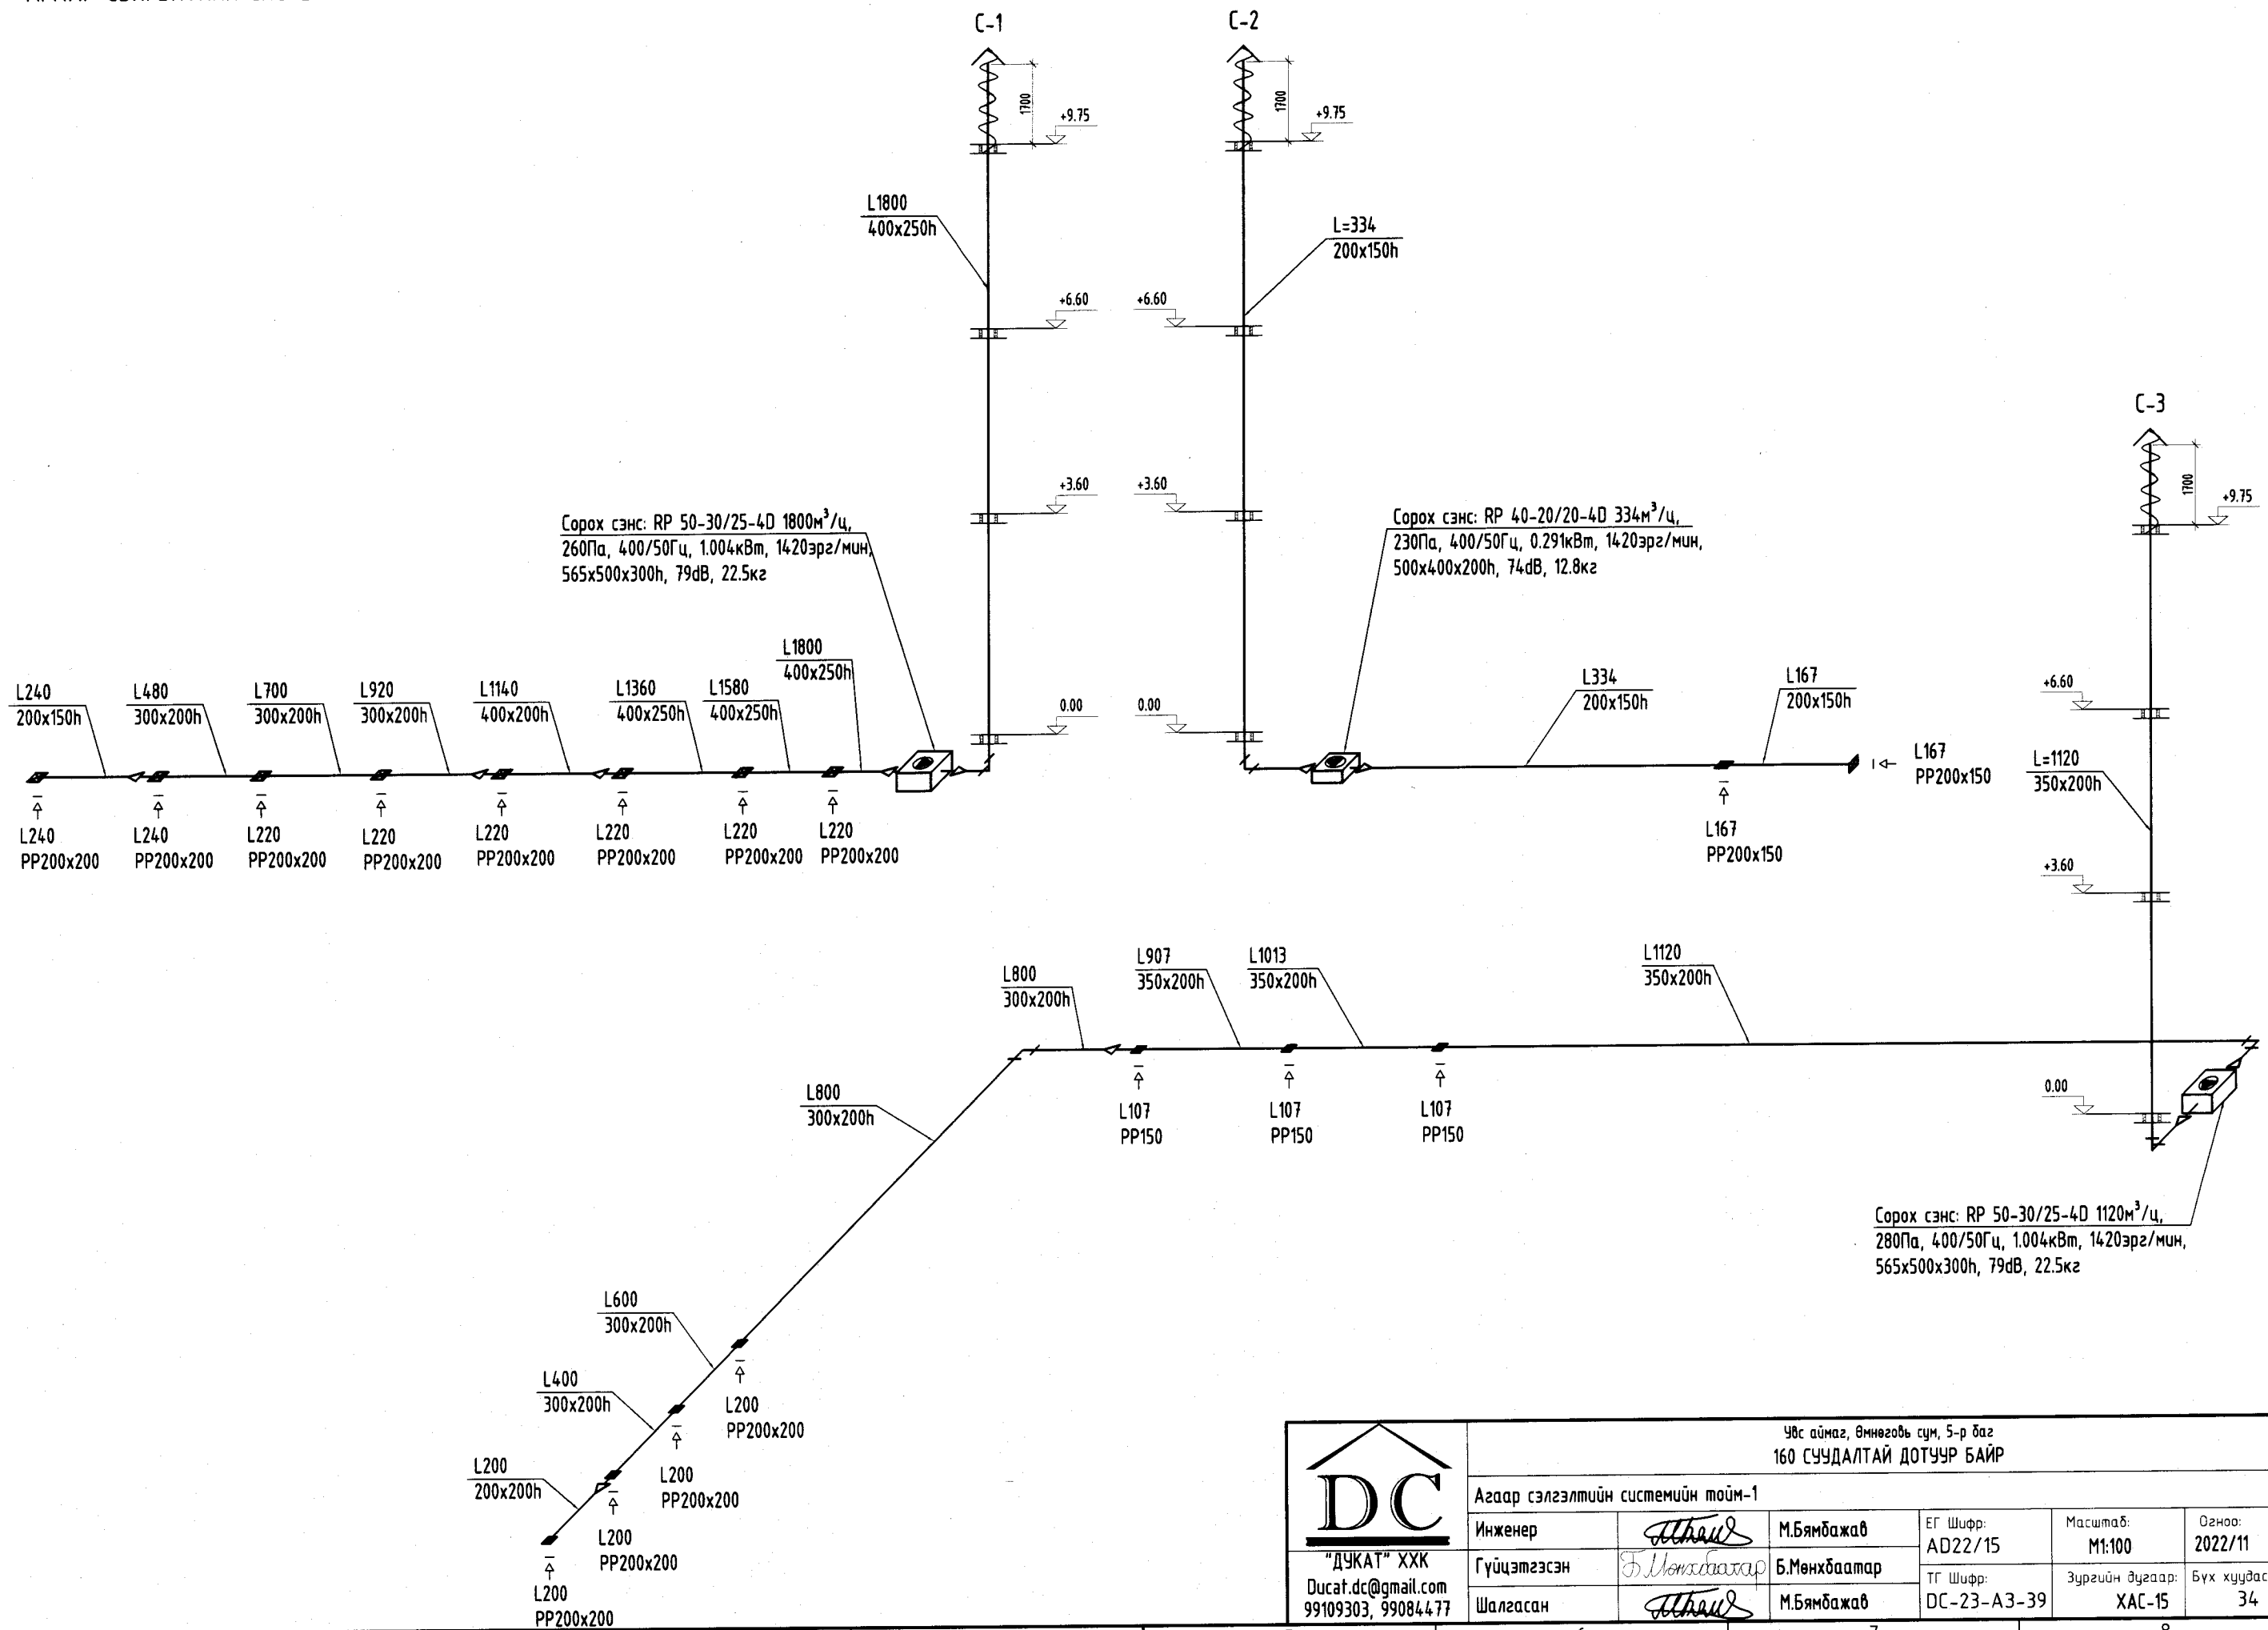 C-1
C-2
1700
+9.75
1700
+9.75
L1800
400x250h
L=334
200x150h
+6.60
+6.60
C-3
1700
+9.75
+3.60
+3.60
Сорох сэнс: RP 50-30/25-4D 1800м³/ц,
260Па, 400/50Гц, 1.004кВт, 1420эрг/мин,
565x500x300h, 79dB, 22.5кг
Сорох сэнс: RP 40-20/20-4D 334м³/ц,
230Па, 400/50Гц, 0.291кВт, 1420эрг/мин,
500x400x200h, 74dB, 12.8кг
L240
200x150h
L480
300x200h
L700
300x200h
L920
300x200h
L1140
400x200h
L1360
400x250h
L1580
400x250h
L1800
400x250h
0.00
0.00
L334
200x150h
L167
200x150h
+6.60
L167
PP200x150
L=1120
350x200h
L240
PP200x200
L240
PP200x200
L220
PP200x200
L220
PP200x200
L220
PP200x200
L220
PP200x200
L220
PP200x200
L220
PP200x200
L167
PP200x150
+3.60
L800
300x200h
L907
350x200h
L1013
350x200h
L1120
350x200h
L800
300x200h
L107
PP150
L107
PP150
L107
PP150
0.00
Сорох сэнс: RP 50-30/25-4D 1120м³/ц,
280Па, 400/50Гц, 1.004кВт, 1420эрг/мин,
565x500x300h, 79dB, 22.5кг
L600
300x200h
L400
300x200h
L200
PP200x200
L200
200x200h
L200
PP200x200
L200
PP200x200
L200
PP200x200
DC
"ДУКАТ" ХХК
Ducat.dc@gmail.com
99109303, 99084477
Увс аймаг, Өмнөговь сум, 5-р баг
160 СУУДАЛТАЙ ДОТУУР БАЙР
Агаар сэлгэлтийн системийн тойм-1
Инженер М.Бямбажав
Гүйцэтгэсэн Б.Мөнхбаатар Б.Мөнхбаатар
Шалгасан М.Бямбажав
ЕГ Шифр:
AD22/15
Масштаб:
М1:100
Огноо:
2022/11
ТГ Шифр:
DC-23-A3-39
Зургийн дугаар:
ХАС-15
Бүх хуудас
34